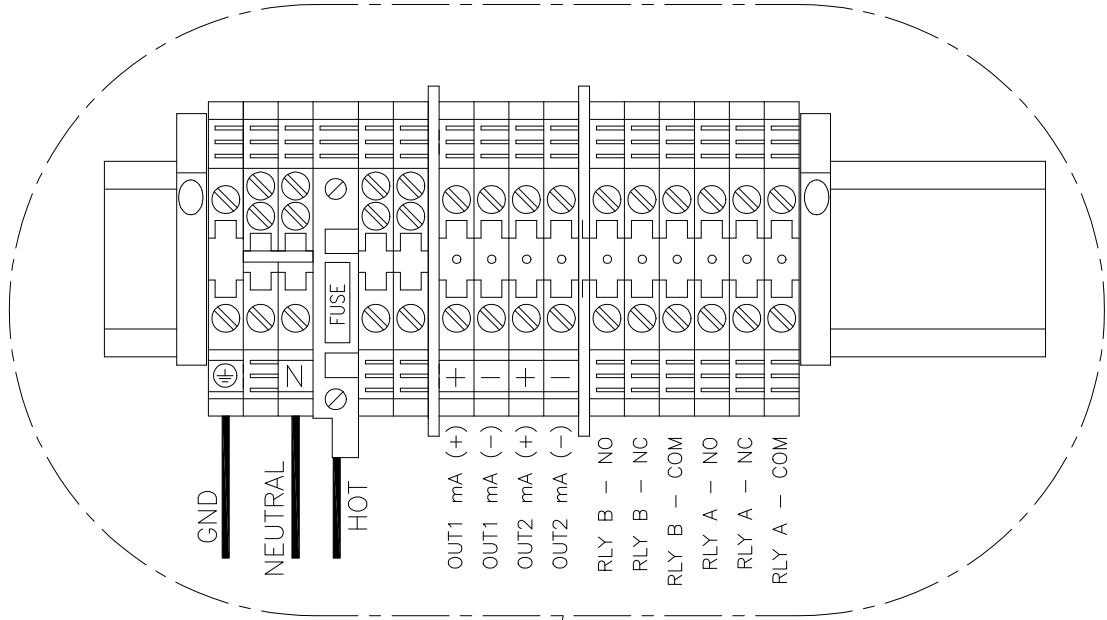 FUSE
N
+
−
+
−
GND
NEUTRAL
HOT
OUT1 mA (+)
OUT1 mA (−)
OUT2 mA (+)
OUT2 mA (−)
RLY B − NO
RLY B − NC
RLY B − COM
RLY A − NO
RLY A − NC
RLY A − COM